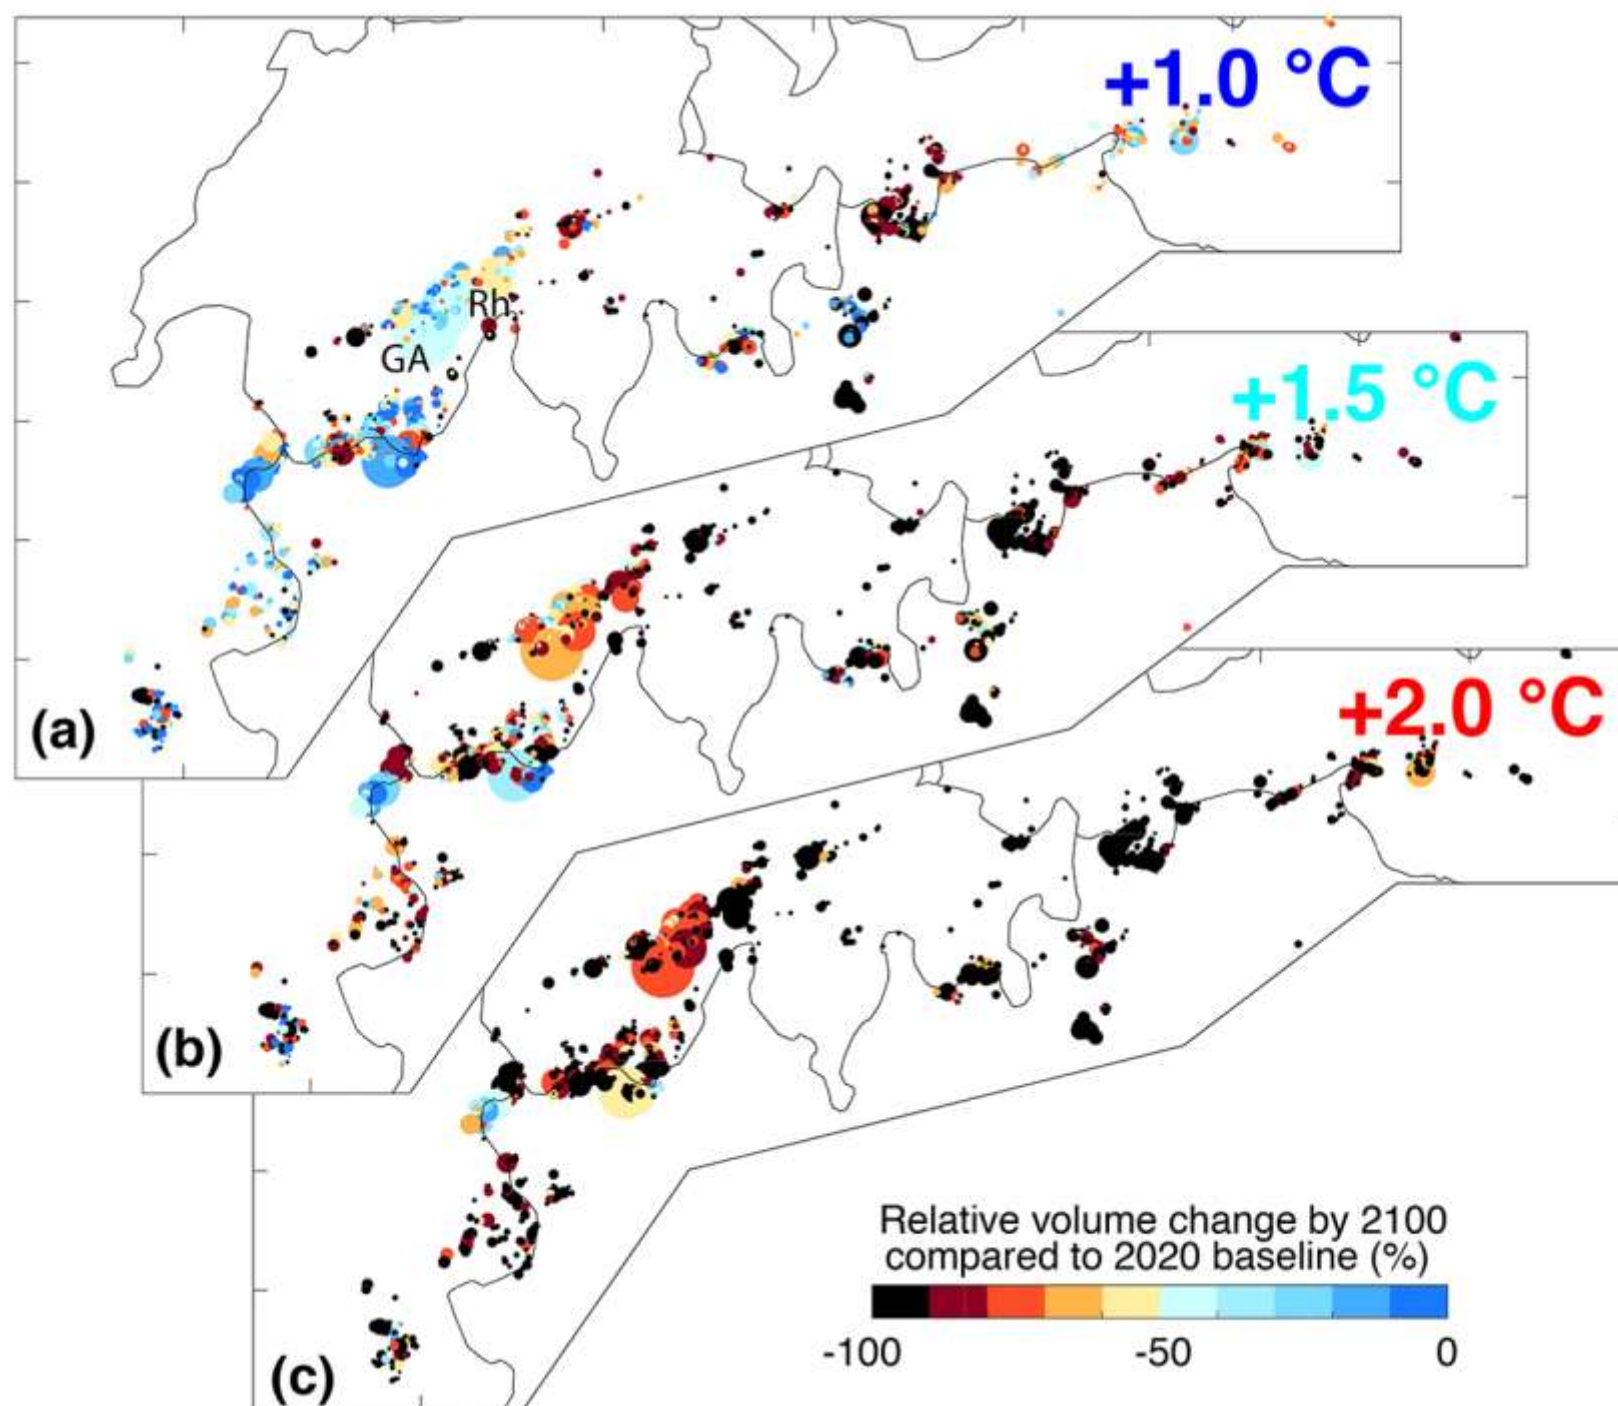 +1.0 °C
Rh
GA
(a)
+1.5 °C
(b)
+2.0 °C
(c)
Relative volume change by 2100
compared to 2020 baseline (%)
-100 -50 0